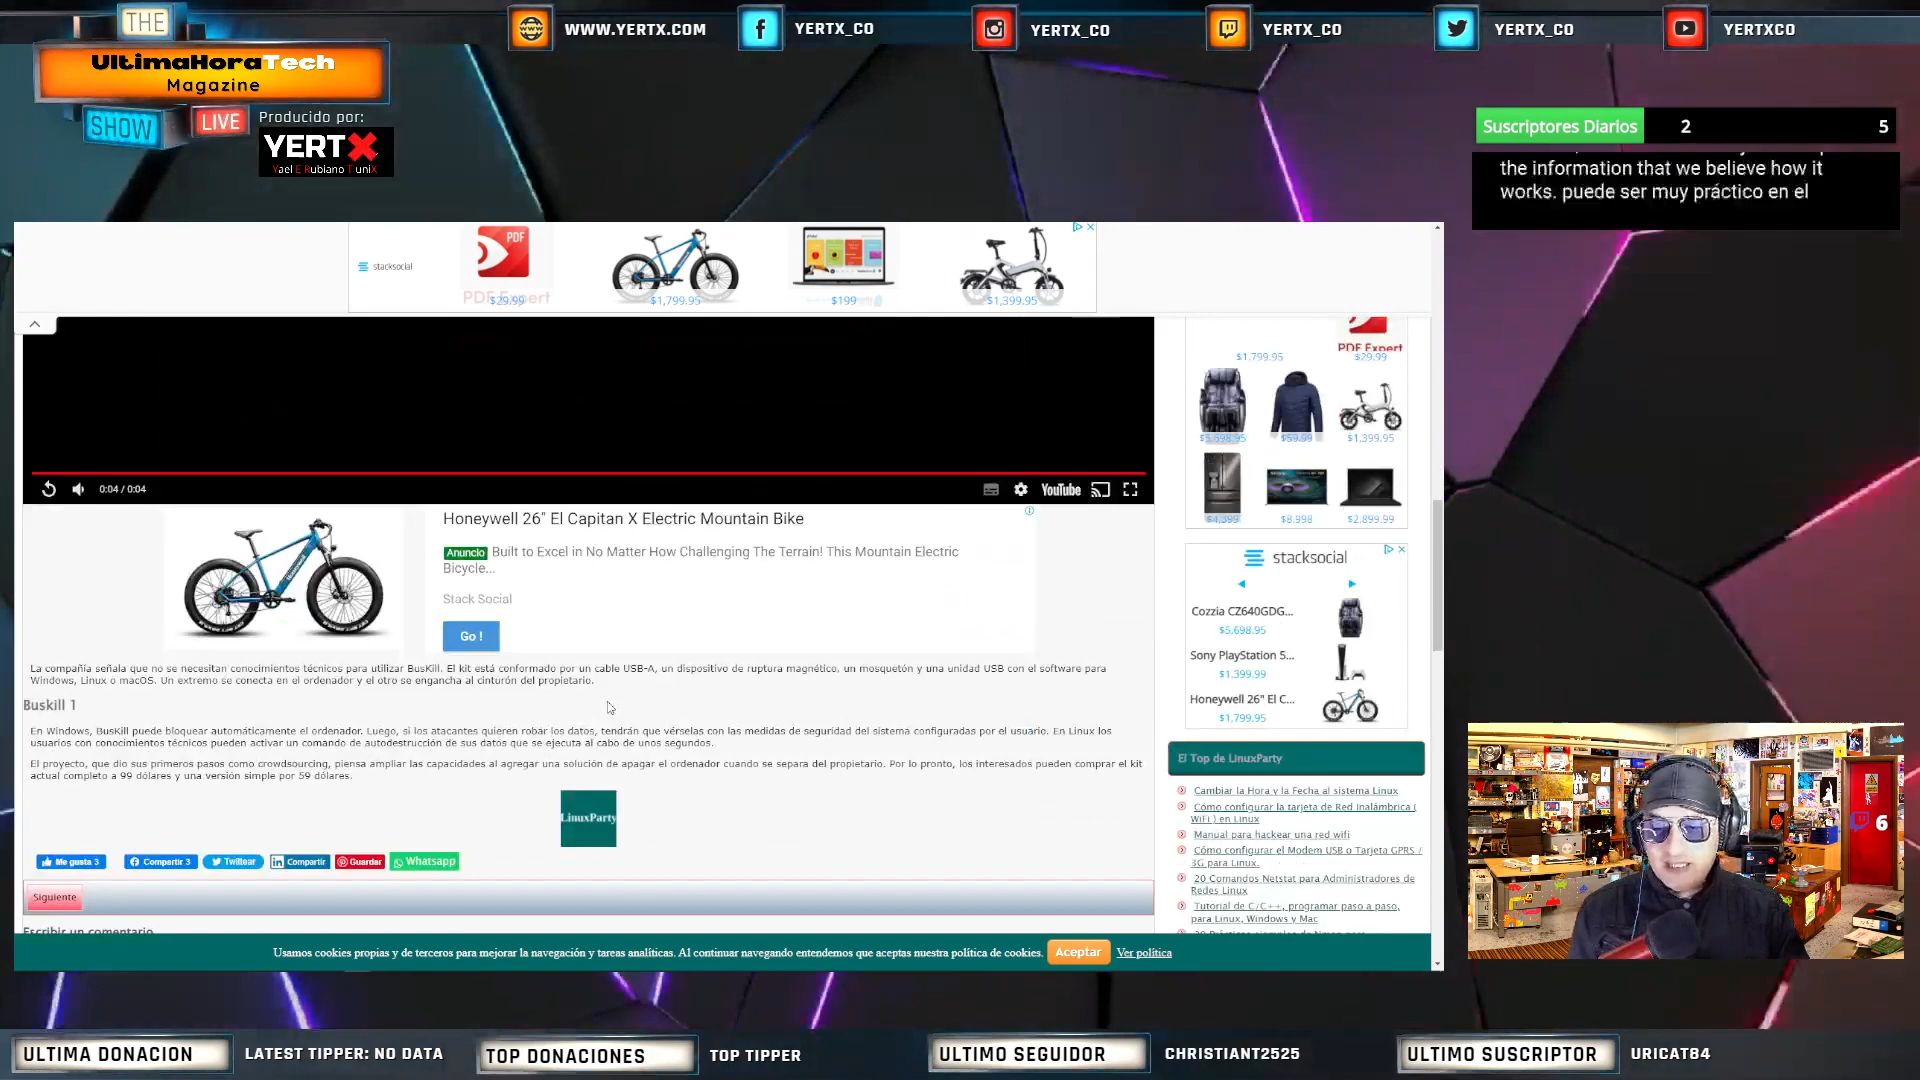 THE
UltimaHoraTech
Magazine
SHOW
LIVE
Producido por:
YERTX
Yael E Rubiano T uniX
WWW.YERTX.COM
YERTX_CO
YERTX_CO
YERTX_CO
YERTX_CO
YERTXCO
Suscriptores Diarios 2 5
the information that we believe how it
works. puede ser muy práctico en el
stacksocial
PDF
PDF Expert
$29.99
$1,799.95
$199
$1,399.95
PDF Expert
$1,799.95
$29.99
$5,698.95
$59.99
$1,399.95
$4,399
$8,998
$2,899.99
0:04 / 0:04
YouTube
Honeywell 26" El Capitan X Electric Mountain Bike
Anuncio Built to Excel in No Matter How Challenging The Terrain! This Mountain Electric
Bicycle...
Stack Social
Go !
stacksocial
Cozzia CZ640GDG...
$5,698.95
Sony PlayStation 5...
$1,399.99
Honeywell 26" El C...
$1,799.95
La compañía señala que no se necesitan conocimientos técnicos para utilizar BusKill. El kit está conformado por un cable USB-A, un dispositivo de ruptura magnético, un mosquetón y una unidad USB con el software para
Windows, Linux o macOS. Un extremo se conecta en el ordenador y el otro se engancha al cinturón del propietario.
Buskill 1
En Windows, BusKill puede bloquear automáticamente el ordenador. Luego, si los atacantes quieren robar los datos, tendrán que vérselas con las medidas de seguridad del sistema configuradas por el usuario. En Linux los
usuarios con conocimientos técnicos pueden activar un comando de autodestrucción de sus datos que se ejecuta al cabo de unos segundos.
El proyecto, que dio sus primeros pasos como crowdsourcing, piensa ampliar las capacidades al agregar una solución de apagar el ordenador cuando se separa del propietario. Por lo pronto, los interesados pueden comprar el kit
actual completo a 99 dólares y una versión simple por 59 dólares.
LinuxParty
Me gusta 3
Compartir 3
Twittear
Compartir
Guardar
Whatsapp
Siguiente
Escribir un comentario
El Top de LinuxParty
Cambiar la Hora y la Fecha al sistema Linux
Cómo configurar la tarjeta de Red Inalámbrica (
WiFi ) en Linux
Manual para hackear una red wifi
Cómo configurar el Modem USB o Tarjeta GPRS /
3G para Linux.
20 Comandos Netstat para Administradores de
Redes Linux
Tutorial de C/C++, programar paso a paso,
para Linux, Windows y Mac
Usamos cookies propias y de terceros para mejorar la navegación y tareas analíticas. Al continuar navegando entendemos que aceptas nuestra política de cookies.
Aceptar
Ver política
6
ULTIMA DONACION
LATEST TIPPER: NO DATA
TOP DONACIONES
TOP TIPPER
ULTIMO SEGUIDOR
CHRISTIANT2525
ULTIMO SUSCRIPTOR
URICAT84